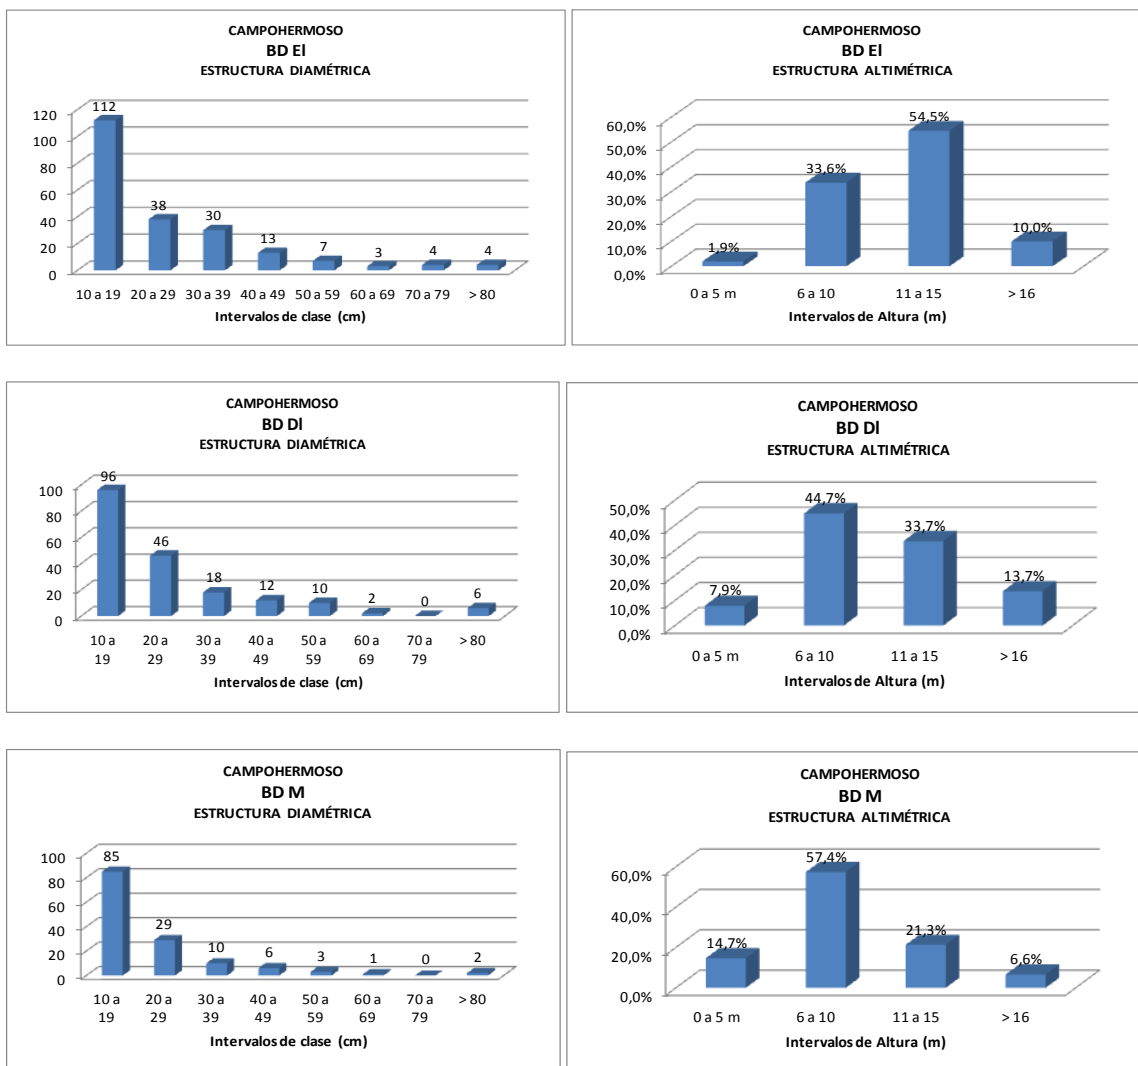 CAMPOHERMOSO
BD El
ESTRUCTURA DIAMÉTRICA
120
100
80
60
40
20
0
112
38
30
13
7
3
4
4
10 a 19
20 a 29
30 a 39
40 a 49
50 a 59
60 a 69
70 a 79
> 80
Intervalos de clase (cm)
CAMPOHERMOSO
BD El
ESTRUCTURA ALTIMÉTRICA
60,0%
50,0%
40,0%
30,0%
20,0%
10,0%
0,0%
1,9%
33,6%
54,5%
10,0%
0 a 5 m
6 a 10
11 a 15
> 16
Intervalos de Altura (m)
CAMPOHERMOSO
BD Dl
ESTRUCTURA DIAMÉTRICA
100
80
60
40
20
0
96
46
18
12
10
2
0
6
10 a
19
20 a
29
30 a
39
40 a
49
50 a
59
60 a
69
70 a
79
> 80
Intervalos de clase (cm)
CAMPOHERMOSO
BD Dl
ESTRUCTURA ALTIMÉTRICA
50,0%
40,0%
30,0%
20,0%
10,0%
0,0%
7,9%
44,7%
33,7%
13,7%
0 a 5 m
6 a 10
11 a 15
> 16
Intervalos de Altura (m)
CAMPOHERMOSO
BD M
ESTRUCTURA DIAMÉTRICA
100
80
60
40
20
0
85
29
10
6
3
1
0
2
10 a
19
20 a
29
30 a
39
40 a
49
50 a
59
60 a
69
70 a
79
> 80
Intervalos de clase (cm)
CAMPOHERMOSO
BD M
ESTRUCTURA ALTIMÉTRICA
60,0%
40,0%
20,0%
0,0%
14,7%
57,4%
21,3%
6,6%
0 a 5 m
6 a 10
11 a 15
> 16
Intervalos de Altura (m)